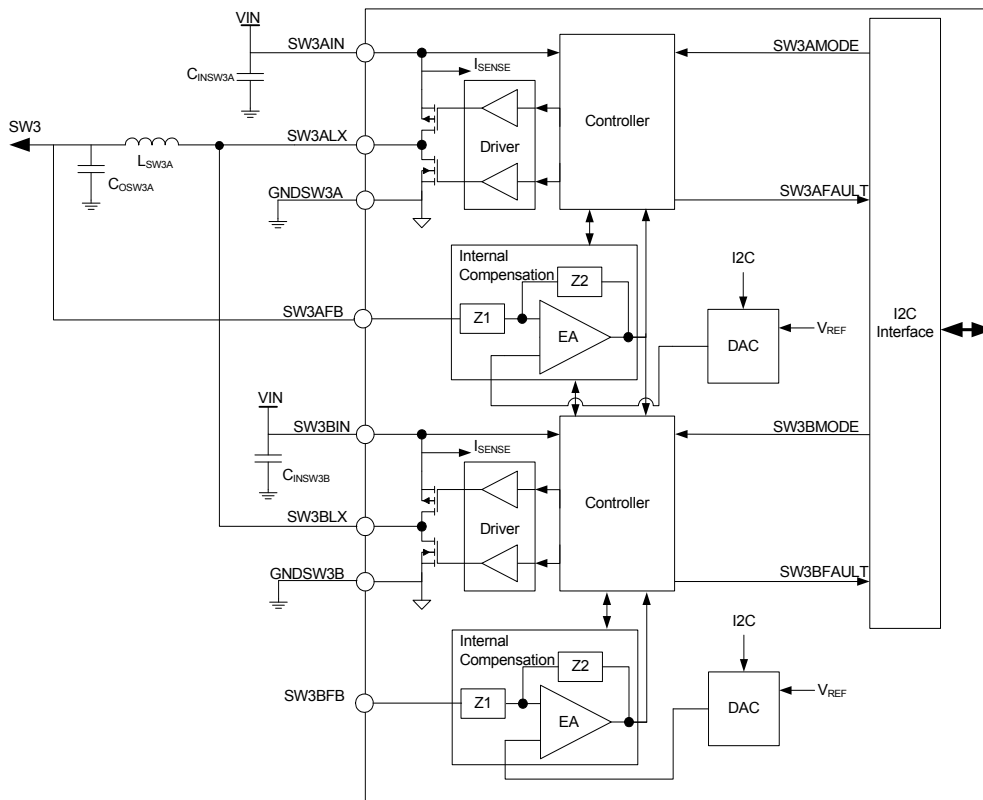 VIN
SW3AIN
CINSW3A
ISENSE
SW3AMODE
Controller
SW3
SW3ALX
LSW3A
COSW3A
Driver
GNDSW3A
SW3AFAULT
Internal
Compensation
Z2
I2C
SW3AFB
Z1
EA
DAC
VREF
I2C
Interface
VIN
SW3BIN
CINSW3B
ISENSE
SW3BMODE
Controller
SW3BLX
Driver
GNDSW3B
SW3BFAULT
Internal
Compensation
Z2
I2C
SW3BFB
Z1
EA
DAC
VREF